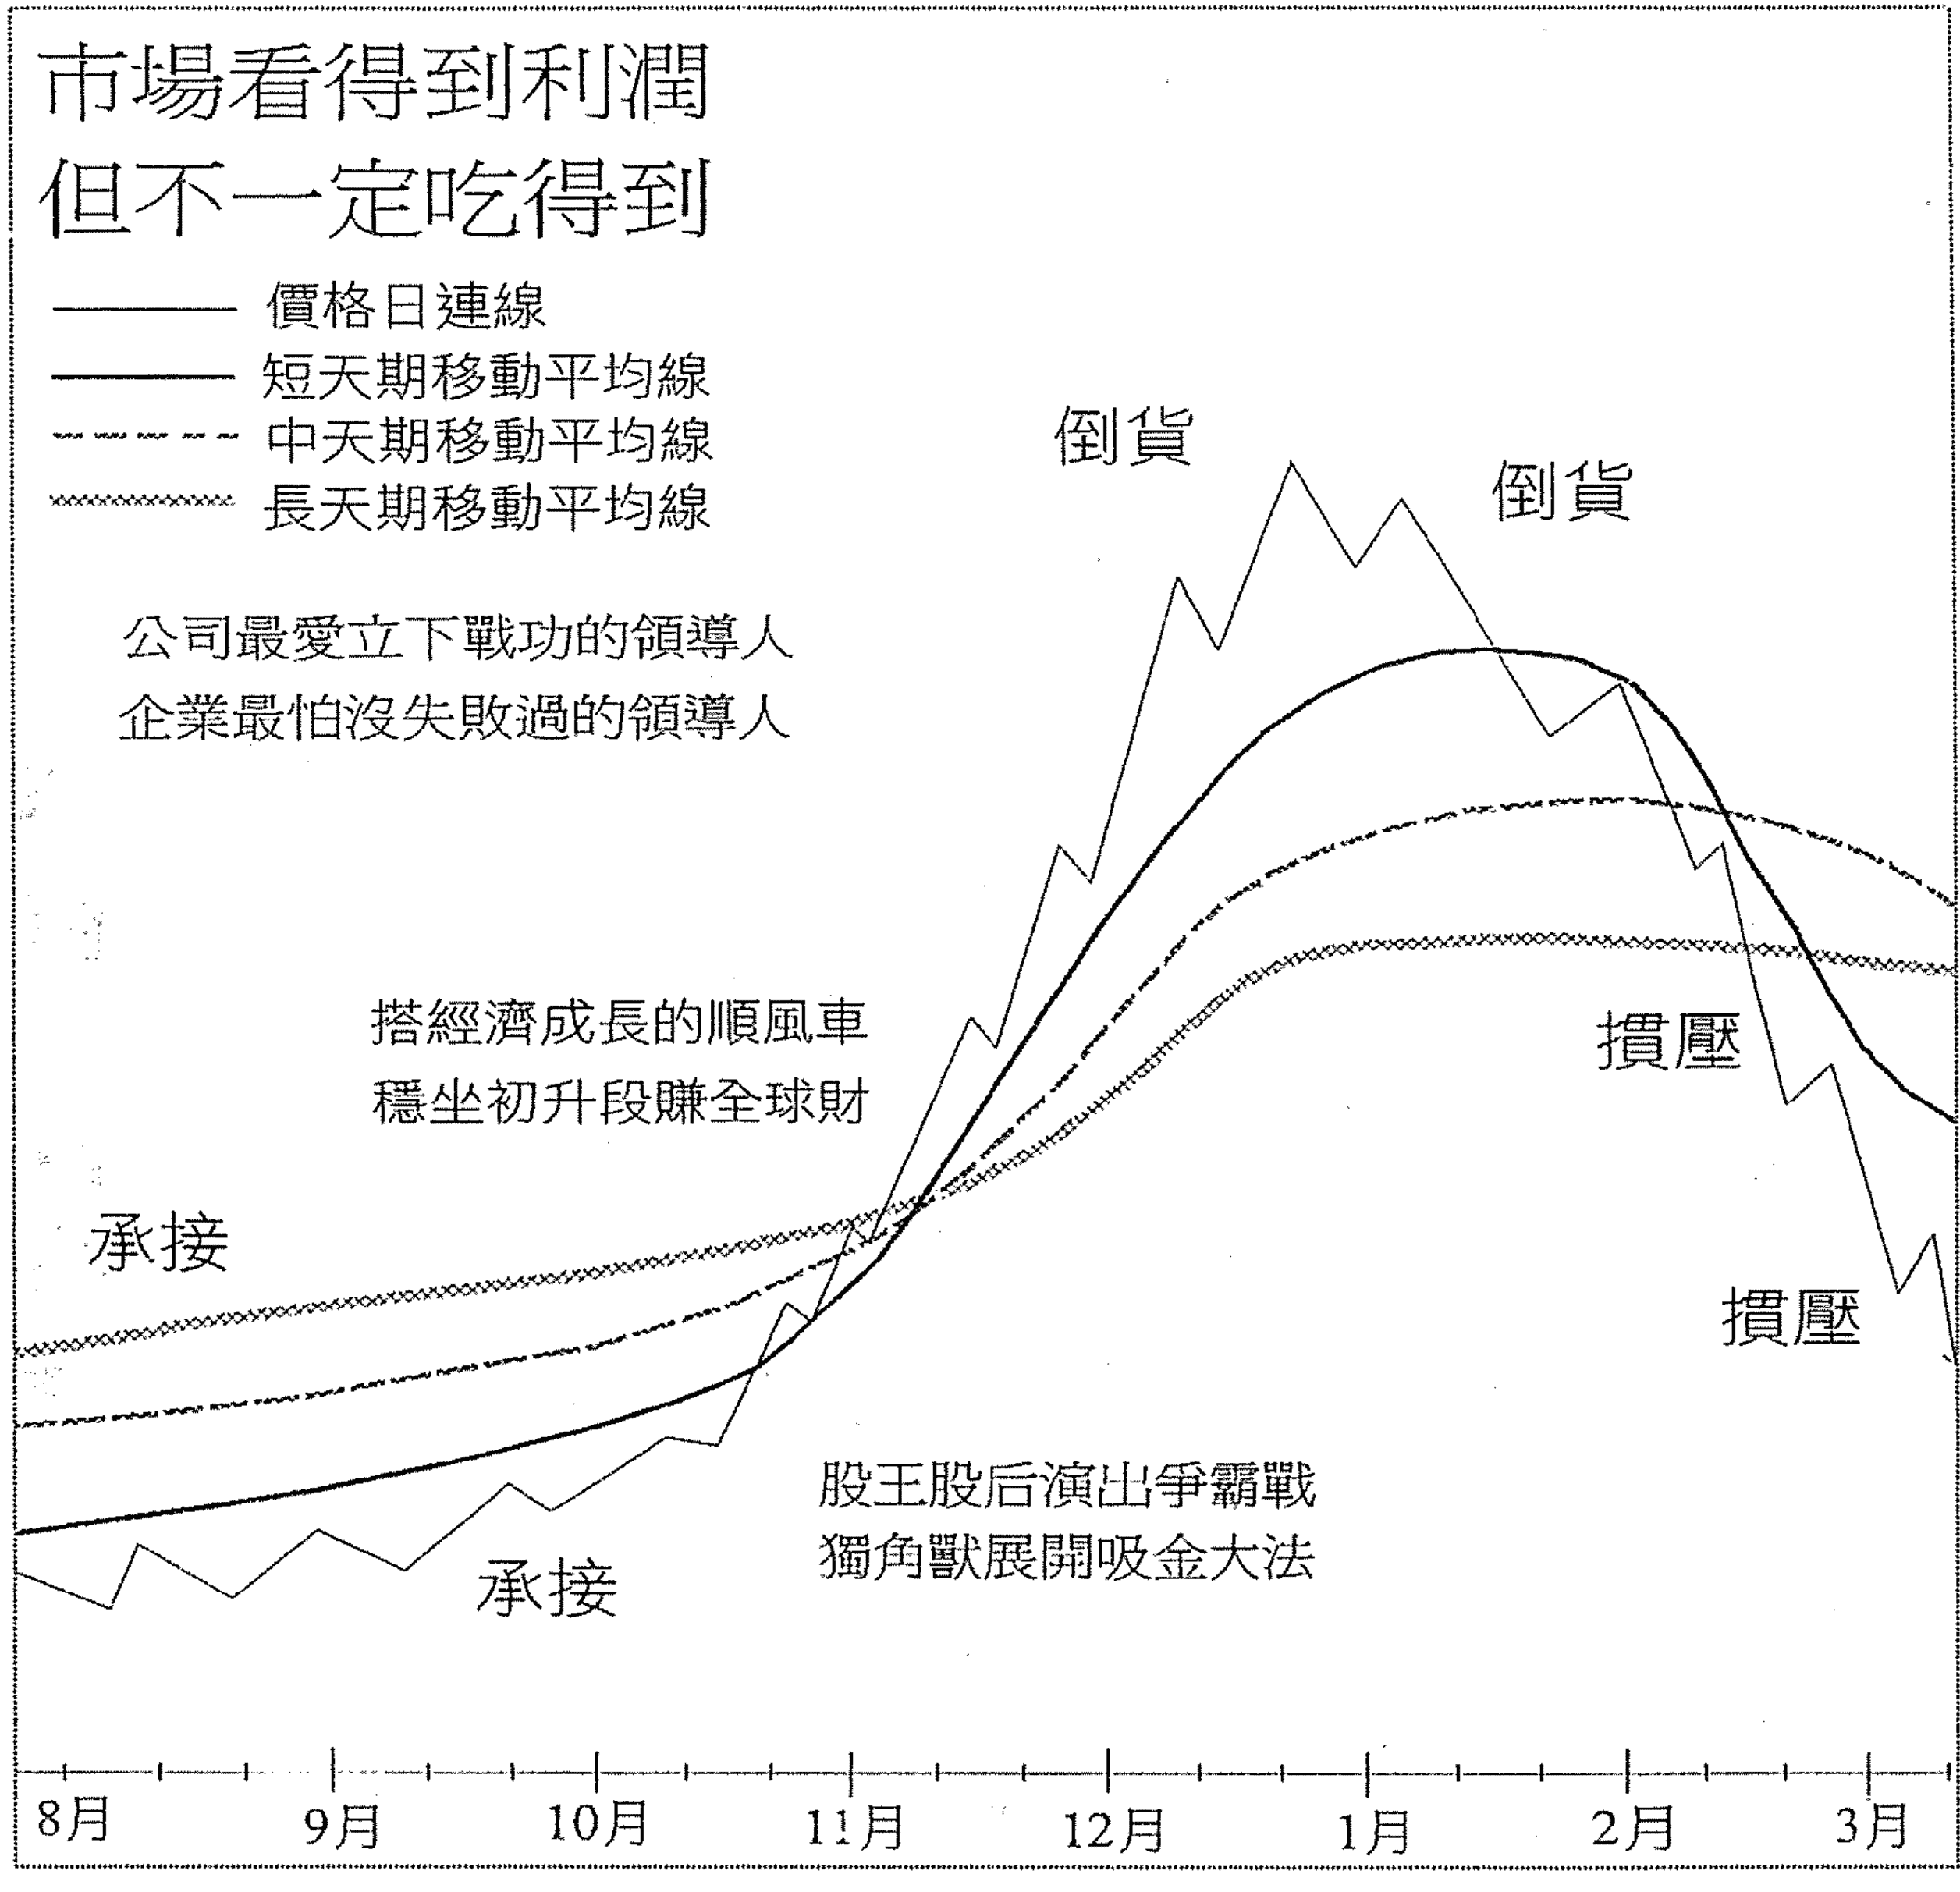 市場看得到利潤
但不一定吃得到
價格日連線
短天期移動平均線
中天期移動平均線
長天期移動平均線
倒貨
倒貨
公司最愛立下戰功的領導人
企業最怕沒失敗過的領導人
搭經濟成長的順風車
穩坐初升段賺全球財
摜壓
承接
摜壓
股王股后演出爭霸戰
獨角獸展開吸金大法
承接
8月 9月 10月 11月 12月 1月 2月 3月